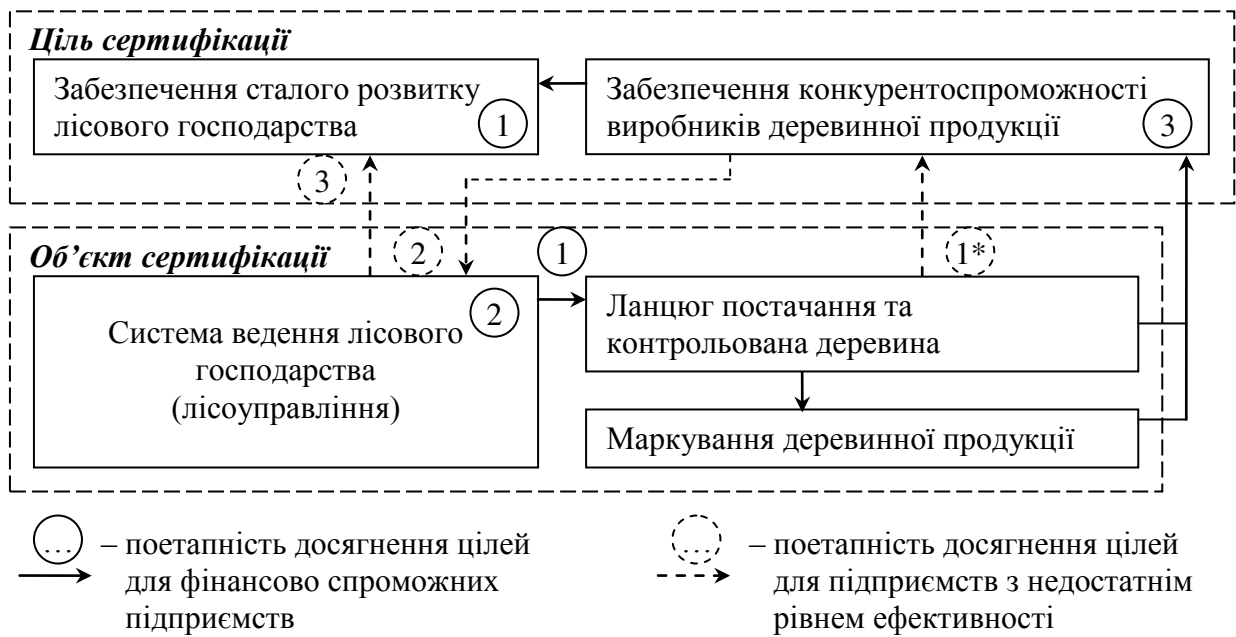 Ціль сертифікації
Забезпечення сталого розвитку
лісового господарства
1
Забезпечення конкурентоспроможності
виробників деревинної продукції
3
3
Об’єкт сертифікації
2
1
1*
Система ведення лісового
господарства
(лісоуправління)
2
Ланцюг постачання та
контрольована деревина
Маркування деревинної продукції
… – поетапність досягнення цілей
для фінансово спроможних
підприємств
… – поетапність досягнення цілей
для підприємств з недостатнім
рівнем ефективності